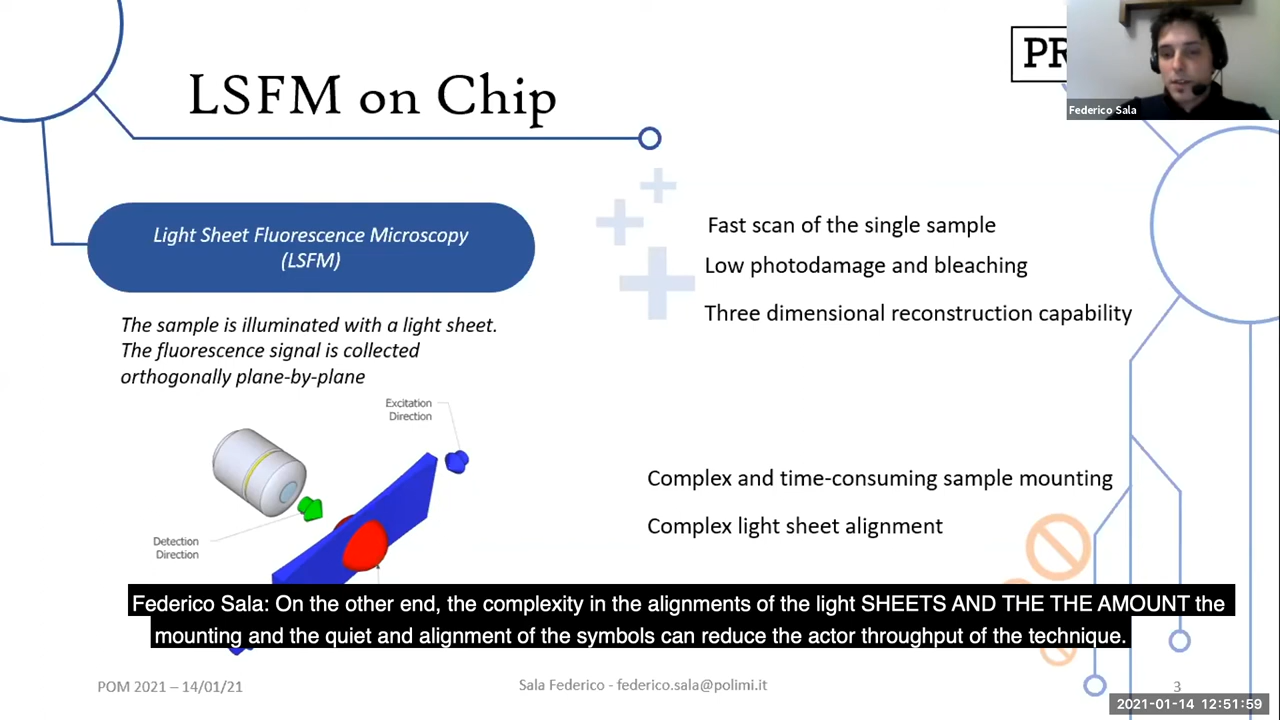 LSFM on Chip
PR
Federico Sala
Light Sheet Fluorescence Microscopy
(LSFM)
The sample is illuminated with a light sheet.
The fluorescence signal is collected
orthogonally plane-by-plane
Fast scan of the single sample
Low photodamage and bleaching
Three dimensional reconstruction capability
Excitation
Direction
Detection
Direction
Complex and time-consuming sample mounting
Complex light sheet alignment
Federico Sala: On the other end, the complexity in the alignments of the light SHEETS AND THE THE AMOUNT the
mounting and the quiet and alignment of the symbols can reduce the actor throughput of the technique.
POM 2021 – 14/01/21
Sala Federico - federico.sala@polimi.it
3
2021-01-14 12:51:59